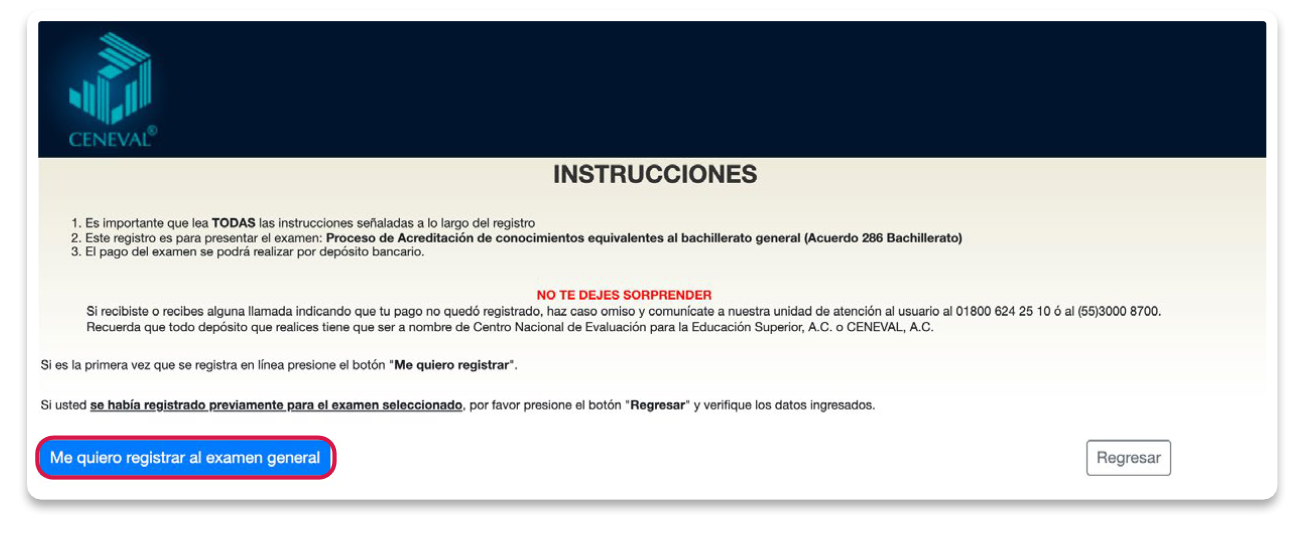 CENEVAL®
INSTRUCCIONES
1. Es importante que lea TODAS las instrucciones señaladas a lo largo del registro
2. Este registro es para presentar el examen: Proceso de Acreditación de conocimientos equivalentes al bachillerato general (Acuerdo 286 Bachillerato)
3. El pago del examen se podrá realizar por depósito bancario.
NO TE DEJES SORPRENDER
Si recibiste o recibes alguna llamada indicando que tu pago no quedó registrado, haz caso omiso y comunícate a nuestra unidad de atención al usuario al 01800 624 25 10 ó al (55)3000 8700.
Recuerda que todo depósito que realices tiene que ser a nombre de Centro Nacional de Evaluación para la Educación Superior, A.C. o CENEVAL, A.C.
Si es la primera vez que se registra en línea presione el botón "Me quiero registrar".
Si usted se había registrado previamente para el examen seleccionado, por favor presione el botón "Regresar" y verifique los datos ingresados.
Me quiero registrar al examen general
Regresar